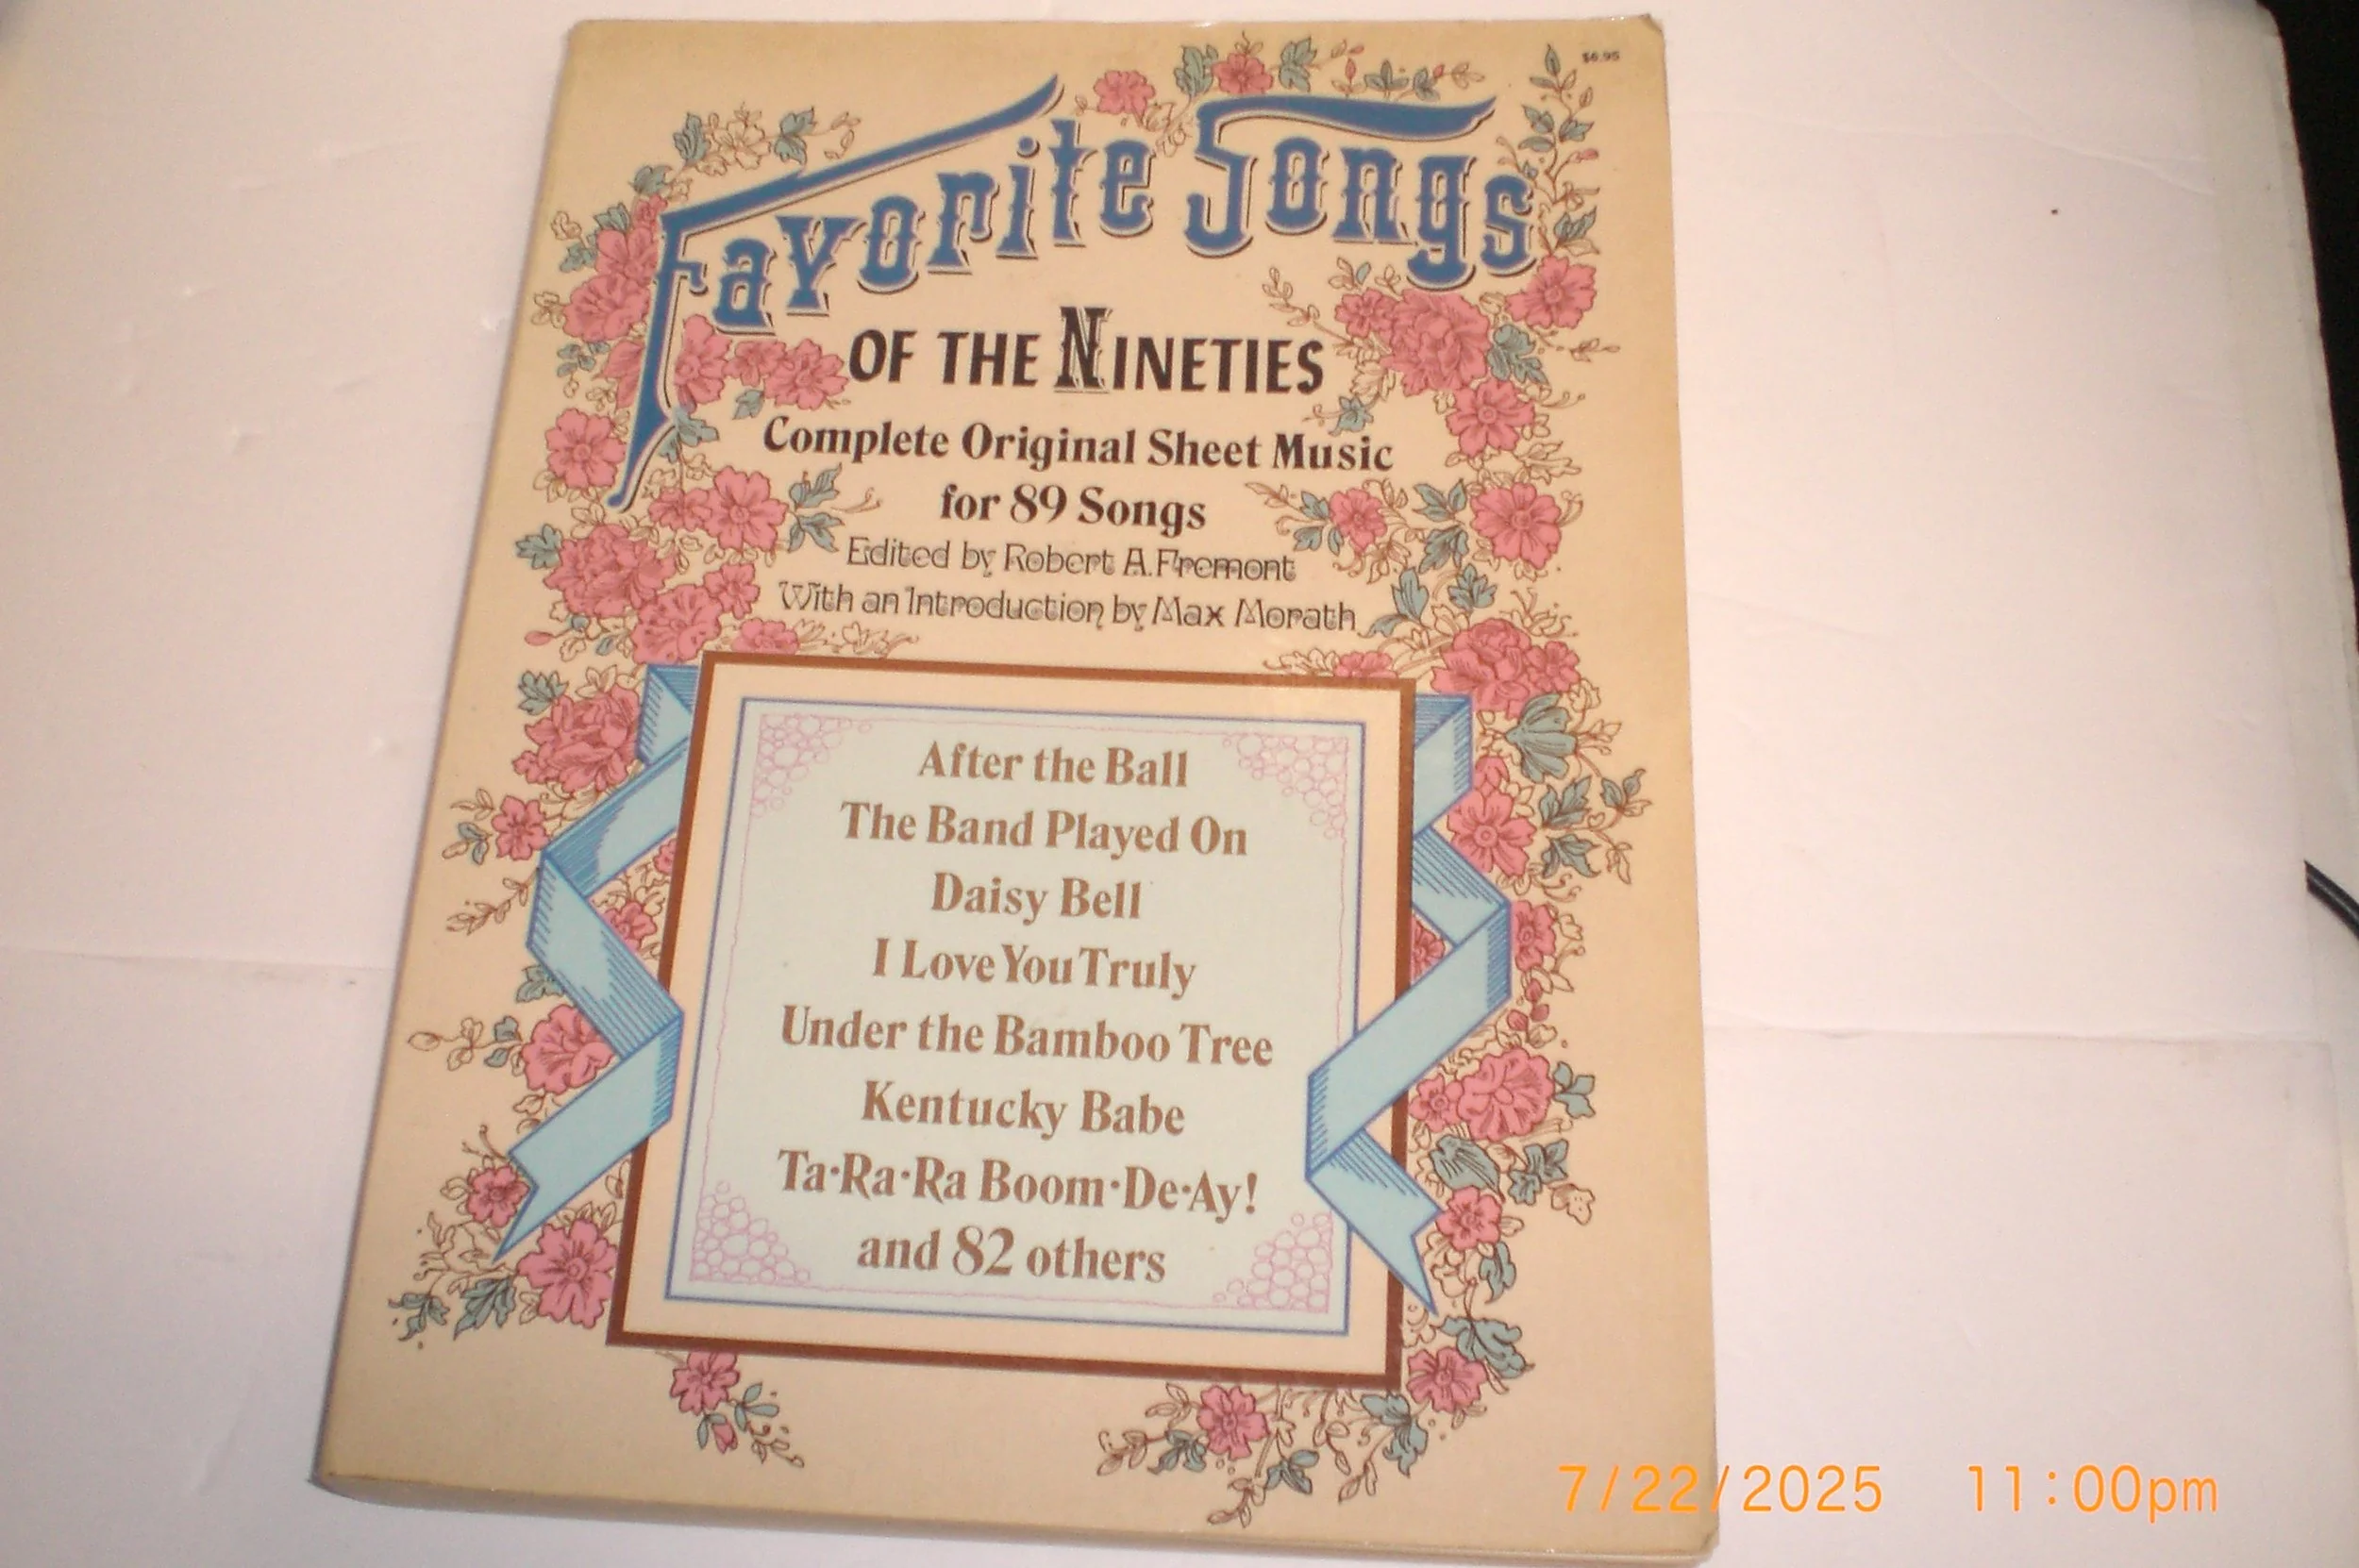 $6.95
Favorite Songs
OF THE NINETIES
Complete Original Sheet Music
for 89 Songs
Edited by Robert A. Fremont
With an Introduction by Max Morath
After the Ball
The Band Played On
Daisy Bell
I Love You Truly
Under the Bamboo Tree
Kentucky Babe
Ta·Ra·Ra Boom·De·Ay!
and 82 others
7/22/2025 11:00pm